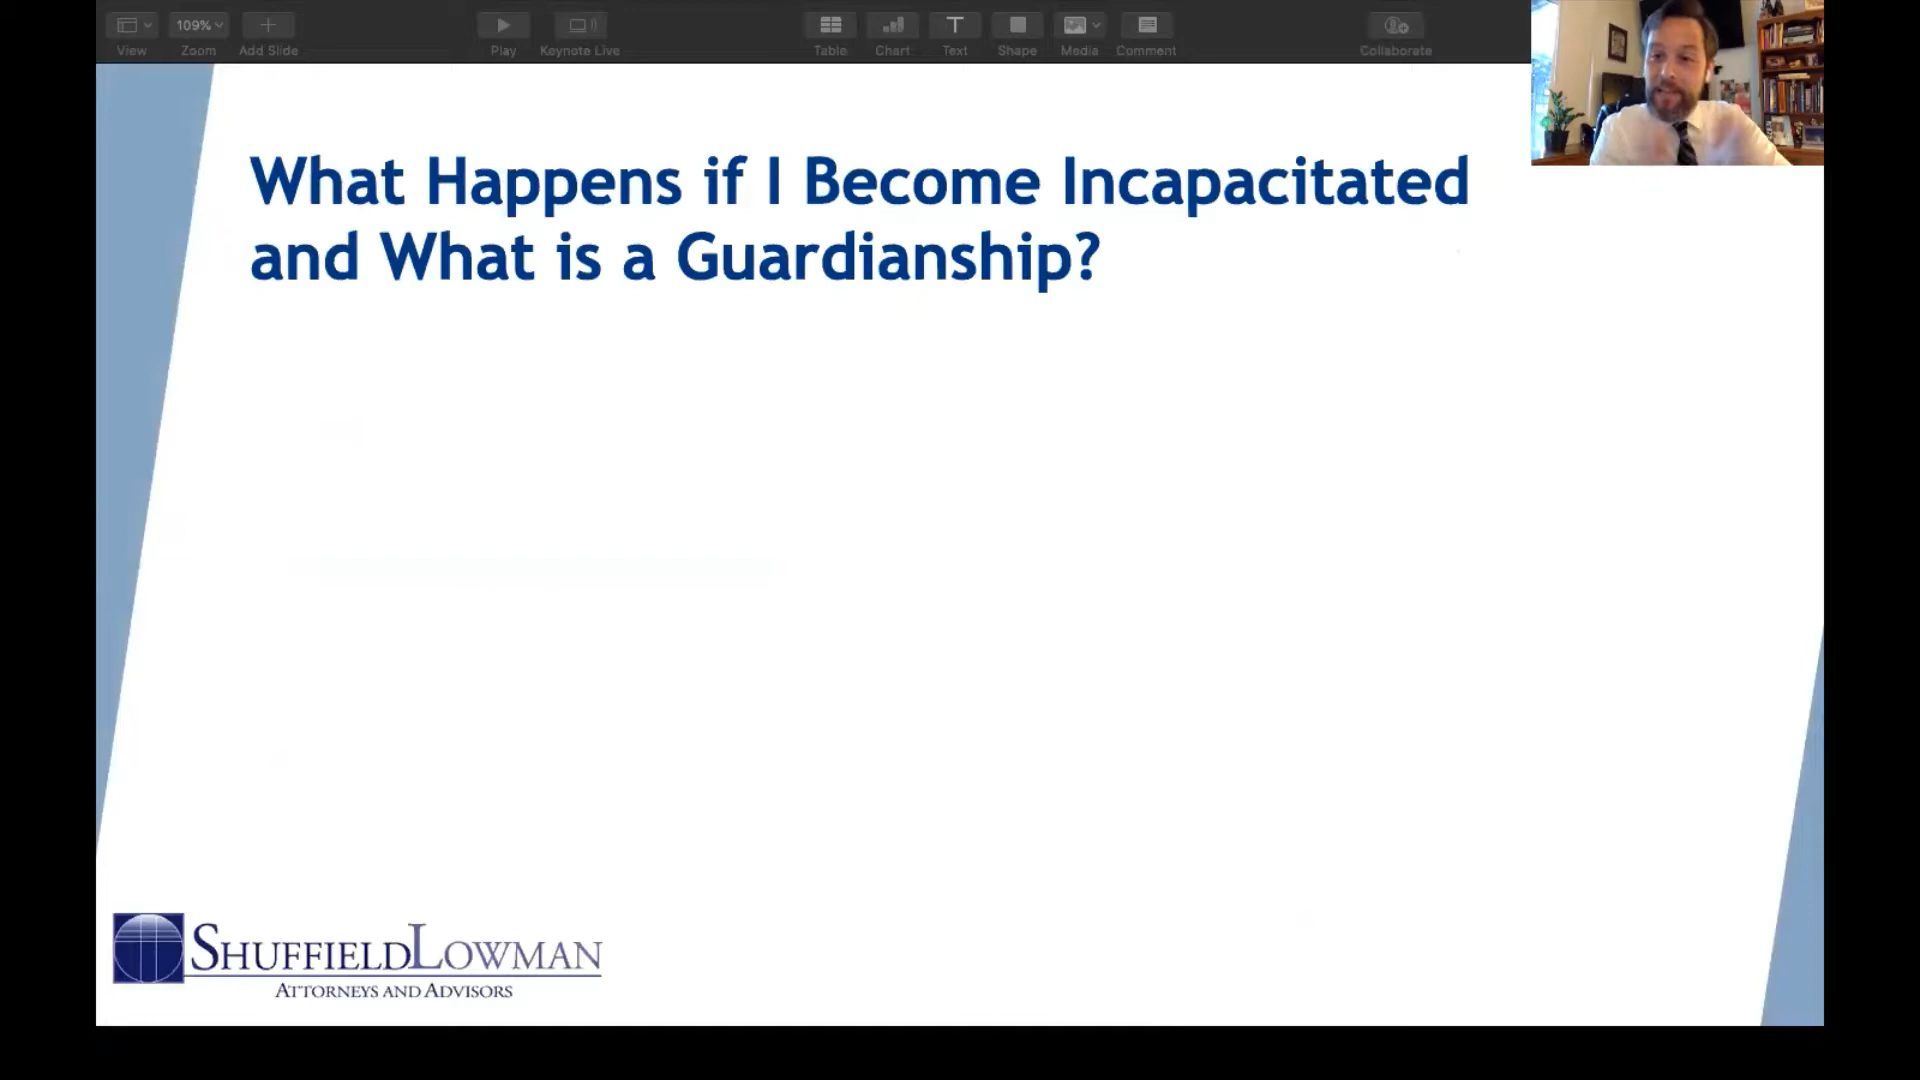 109%
View
Zoom
Add Slide
Play
Keynote Live
Table
Chart
Text
Shape
Media
Comment
Collaborate
What Happens if I Become Incapacitated
and What is a Guardianship?
SHUFFIELDLOWMAN
ATTORNEYS AND ADVISORS